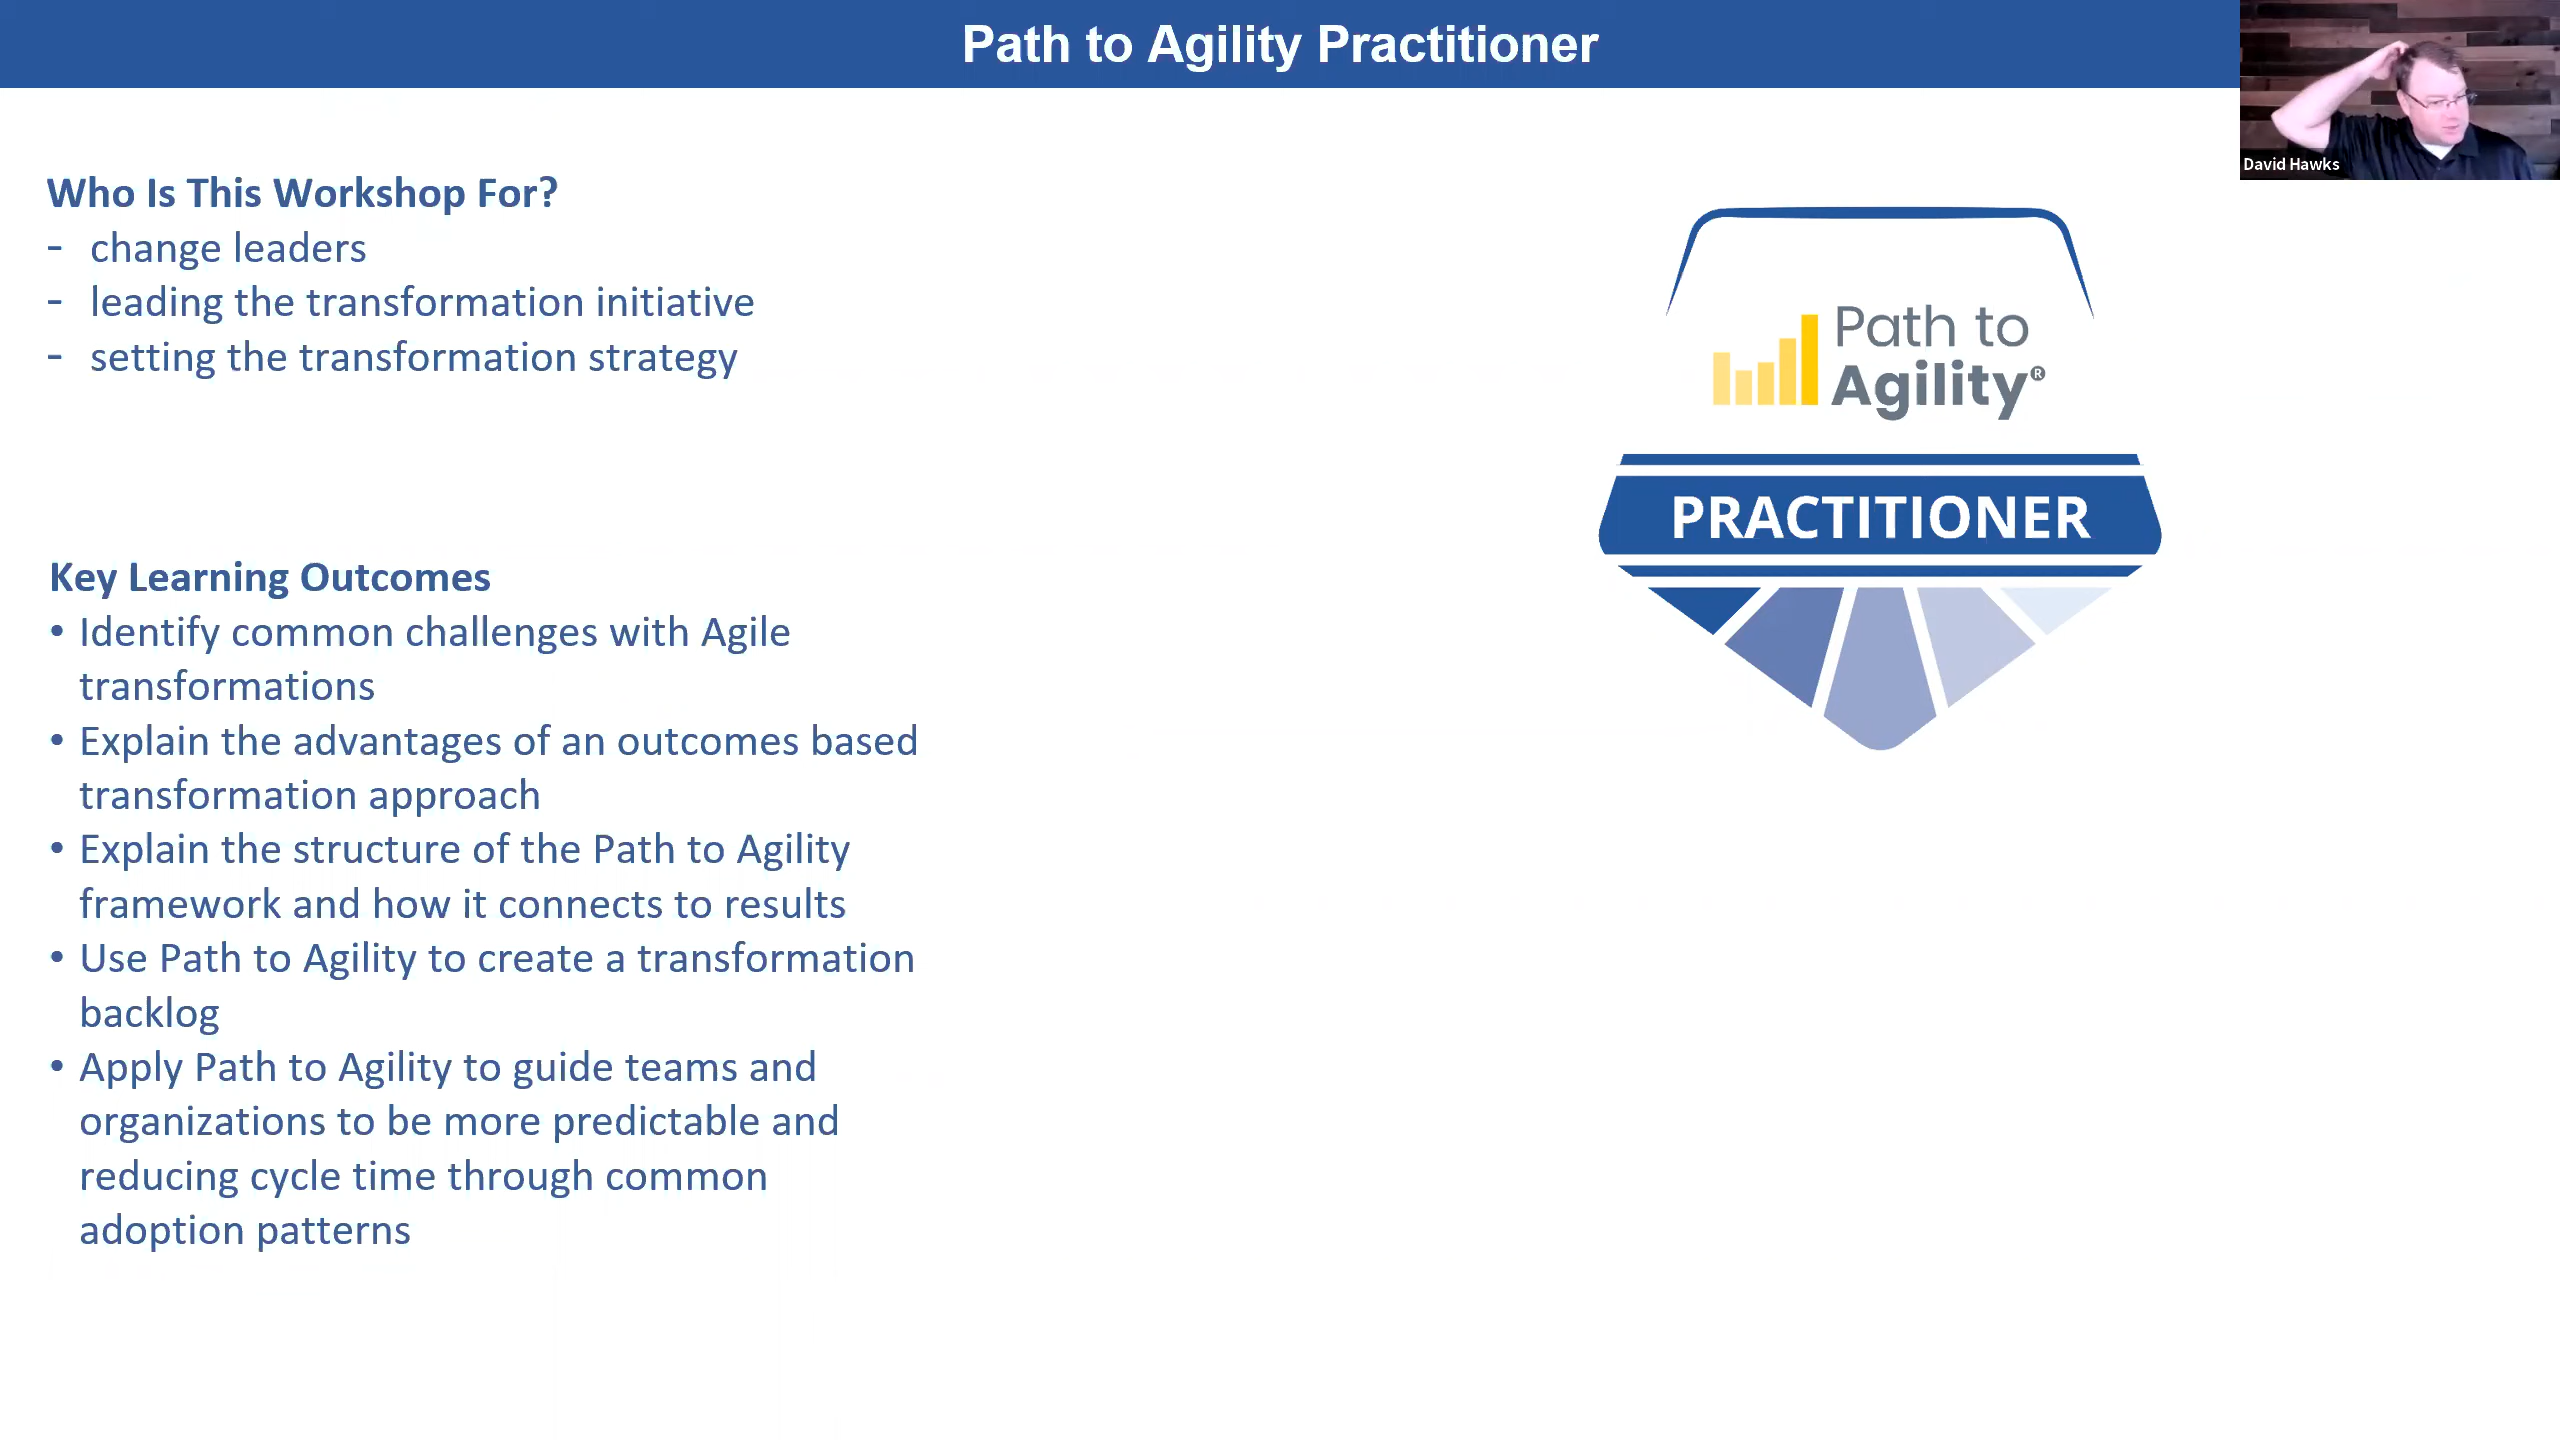 Path to Agility Practitioner
David Hawks
Who Is This Workshop For?
- change leaders
- leading the transformation initiative
- setting the transformation strategy
Path to
Agility®
PRACTITIONER
Key Learning Outcomes
• Identify common challenges with Agile
transformations
• Explain the advantages of an outcomes based
transformation approach
• Explain the structure of the Path to Agility
framework and how it connects to results
• Use Path to Agility to create a transformation
backlog
• Apply Path to Agility to guide teams and
organizations to be more predictable and
reducing cycle time through common
adoption patterns